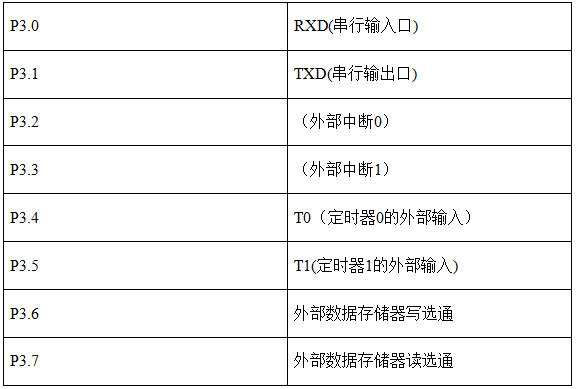 P3.0 RXD(串行输入口)
P3.1 TXD(串行输出口)
P3.2 （外部中断0）
P3.3 （外部中断1）
P3.4 T0（定时器0的外部输入）
P3.5 T1(定时器1的外部输入)
P3.6 外部数据存储器写选通
P3.7 外部数据存储器读选通